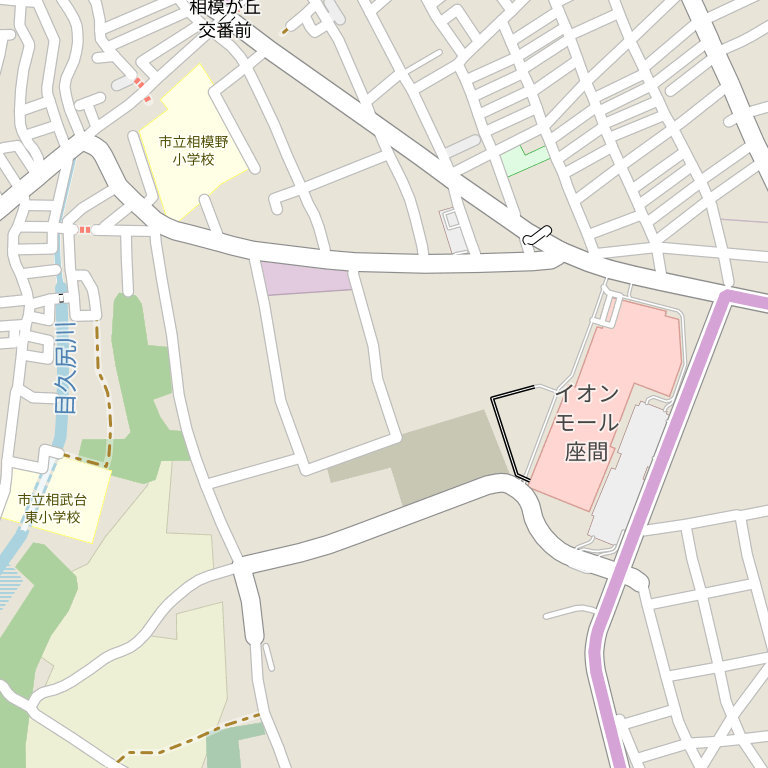 相模が丘
交番前
市立相模野
小学校
目久尻川
イオン
モール
座間
市立相武台
東小学校